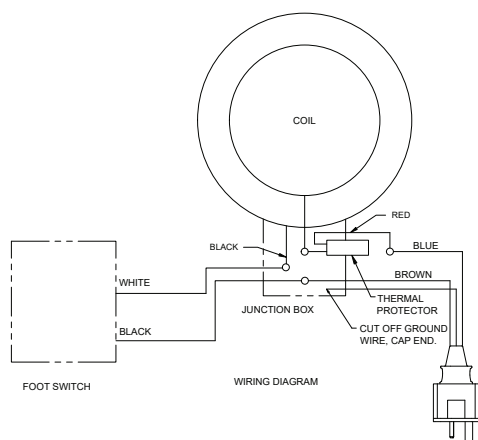 COIL
RED
BLACK
BLUE
WHITE
BROWN
THERMAL
PROTECTOR
JUNCTION BOX
BLACK
CUT OFF GROUND
WIRE, CAP END.
FOOT SWITCH
WIRING DIAGRAM